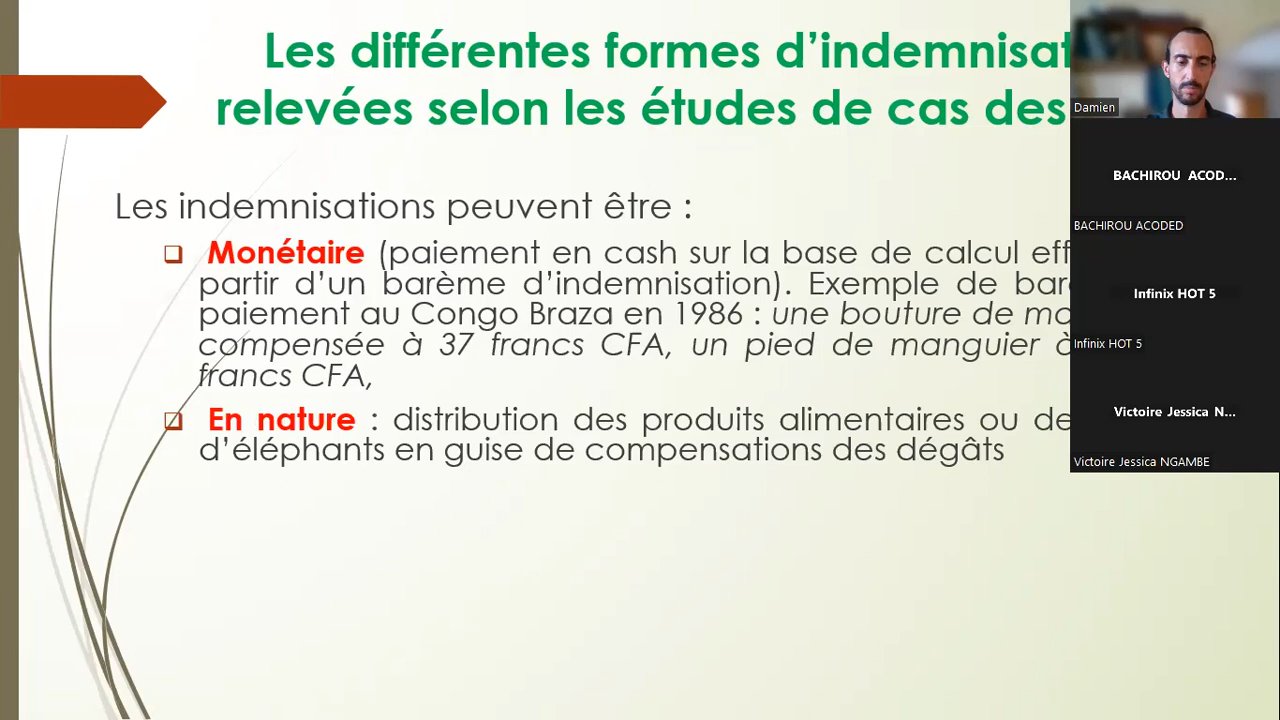 Les différentes formes d’indemnisat
relevées selon les études de cas des
Les indemnisations peuvent être :
Monétaire (paiement en cash sur la base de calcul eff
partir d’un barème d’indemnisation). Exemple de bar
paiement au Congo Braza en 1986 : une bouture de ma
compensée à 37 francs CFA, un pied de manguier à
francs CFA,
En nature : distribution des produits alimentaires ou de
d’éléphants en guise de compensations des dégâts
Damien
BACHIROU ACOD...
BACHIROU ACODED
Infinix HOT 5
Infinix HOT 5
Victoire Jessica N...
Victoire Jessica NGAMBE